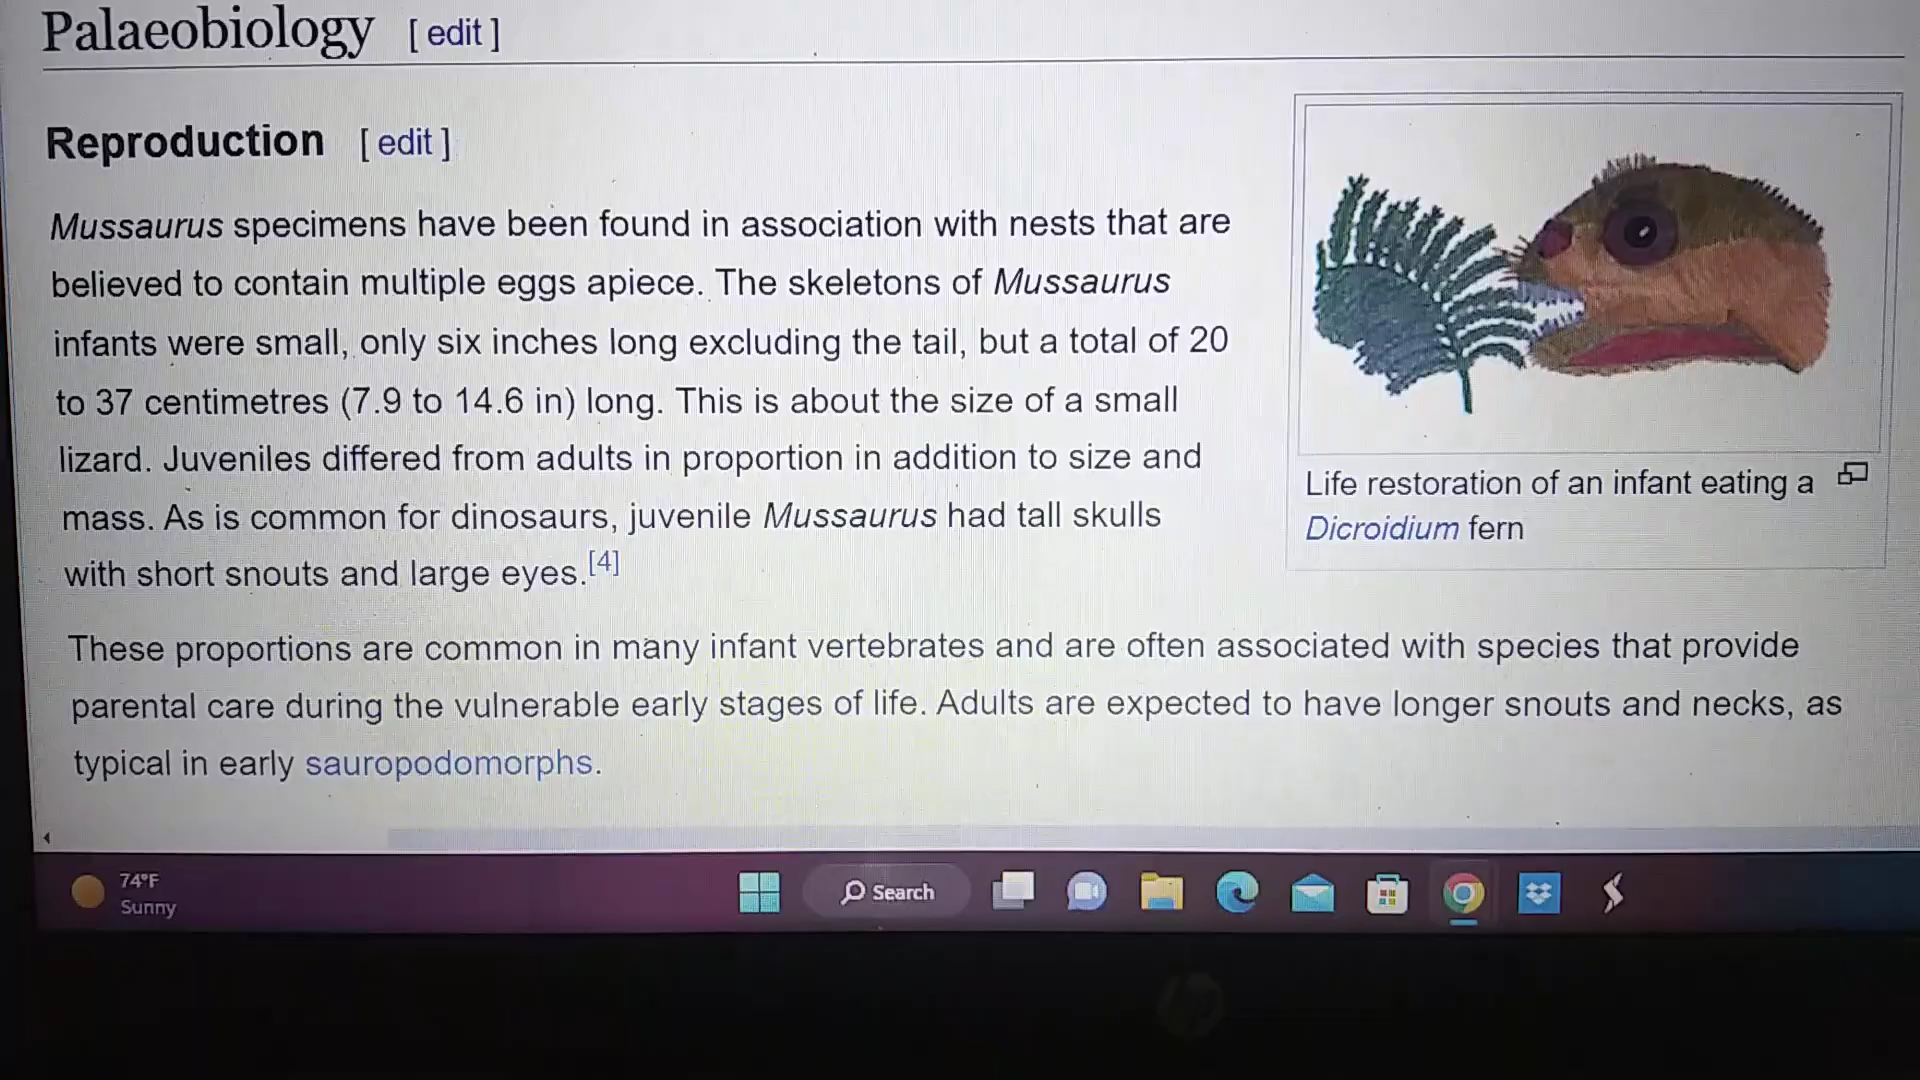 Palaeobiology [ edit ]
Reproduction [ edit ]
Mussaurus specimens have been found in association with nests that are
believed to contain multiple eggs apiece. The skeletons of Mussaurus
infants were small, only six inches long excluding the tail, but a total of 20
to 37 centimetres (7.9 to 14.6 in) long. This is about the size of a small
lizard. Juveniles differed from adults in proportion in addition to size and
mass. As is common for dinosaurs, juvenile Mussaurus had tall skulls
with short snouts and large eyes.[4]
Life restoration of an infant eating a
Dicroidium fern
These proportions are common in many infant vertebrates and are often associated with species that provide
parental care during the vulnerable early stages of life. Adults are expected to have longer snouts and necks, as
typical in early sauropodomorphs.
74°F
Sunny
Search
hp